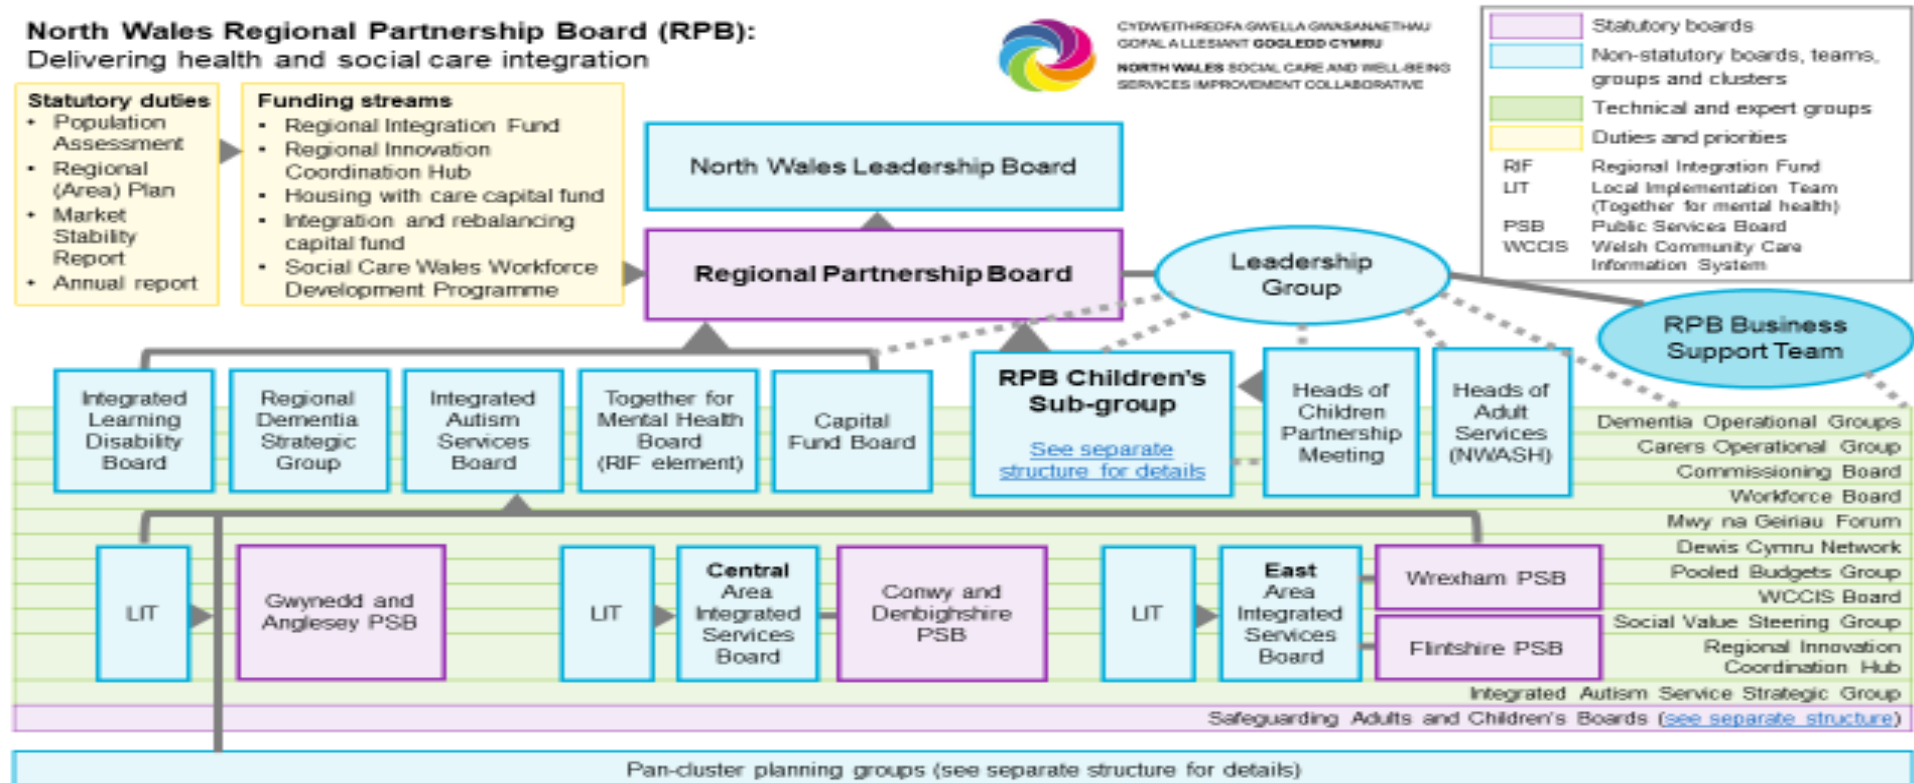 North Wales Regional Partnership Board (RPB):
Delivering health and social care integration
CYDWEITHREDFA GWELLA GWASANAETHAU
GOFAL A LLESIANT GOGLEDD CYMRU
NORTH WALES SOCIAL CARE AND WELL-BEING
SERVICES IMPROVEMENT COLLABORATIVE
Statutory boards
Non-statutory boards, teams,
groups and clusters
Technical and expert groups
Duties and priorities
RIF Regional Integration Fund
LIT Local Implementation Team
(Together for mental health)
PSB Public Services Board
WCCIS Welsh Community Care
Information System
Statutory duties
• Population
Assessment
• Regional
(Area) Plan
• Market
Stability
Report
• Annual report
Funding streams
• Regional Integration Fund
• Regional Innovation
Coordination Hub
• Housing with care capital fund
• Integration and rebalancing
capital fund
• Social Care Wales Workforce
Development Programme
North Wales Leadership Board
Regional Partnership Board
Leadership
Group
RPB Business
Support Team
Integrated
Learning
Disability
Board
Regional
Dementia
Strategic
Group
Integrated
Autism
Services
Board
Together for
Mental Health
Board
(RIF element)
Capital
Fund Board
RPB Children's
Sub-group
See separate
structure for details
Heads of
Children
Partnership
Meeting
Heads of
Adult
Services
(NWASH)
Dementia Operational Groups
Carers Operational Group
Commissioning Board
Workforce Board
Mwy na Geiriau Forum
Dewis Cymru Network
Pooled Budgets Group
WCCIS Board
Social Value Steering Group
Regional Innovation
Coordination Hub
Integrated Autism Service Strategic Group
LIT
Gwynedd and
Anglesey PSB
LIT
Central
Area
Integrated
Services
Board
Conwy and
Denbighshire
PSB
LIT
East
Area
Integrated
Services
Board
Wrexham PSB
Flintshire PSB
Safeguarding Adults and Children's Boards (see separate structure)
Pan-cluster planning groups (see separate structure for details)